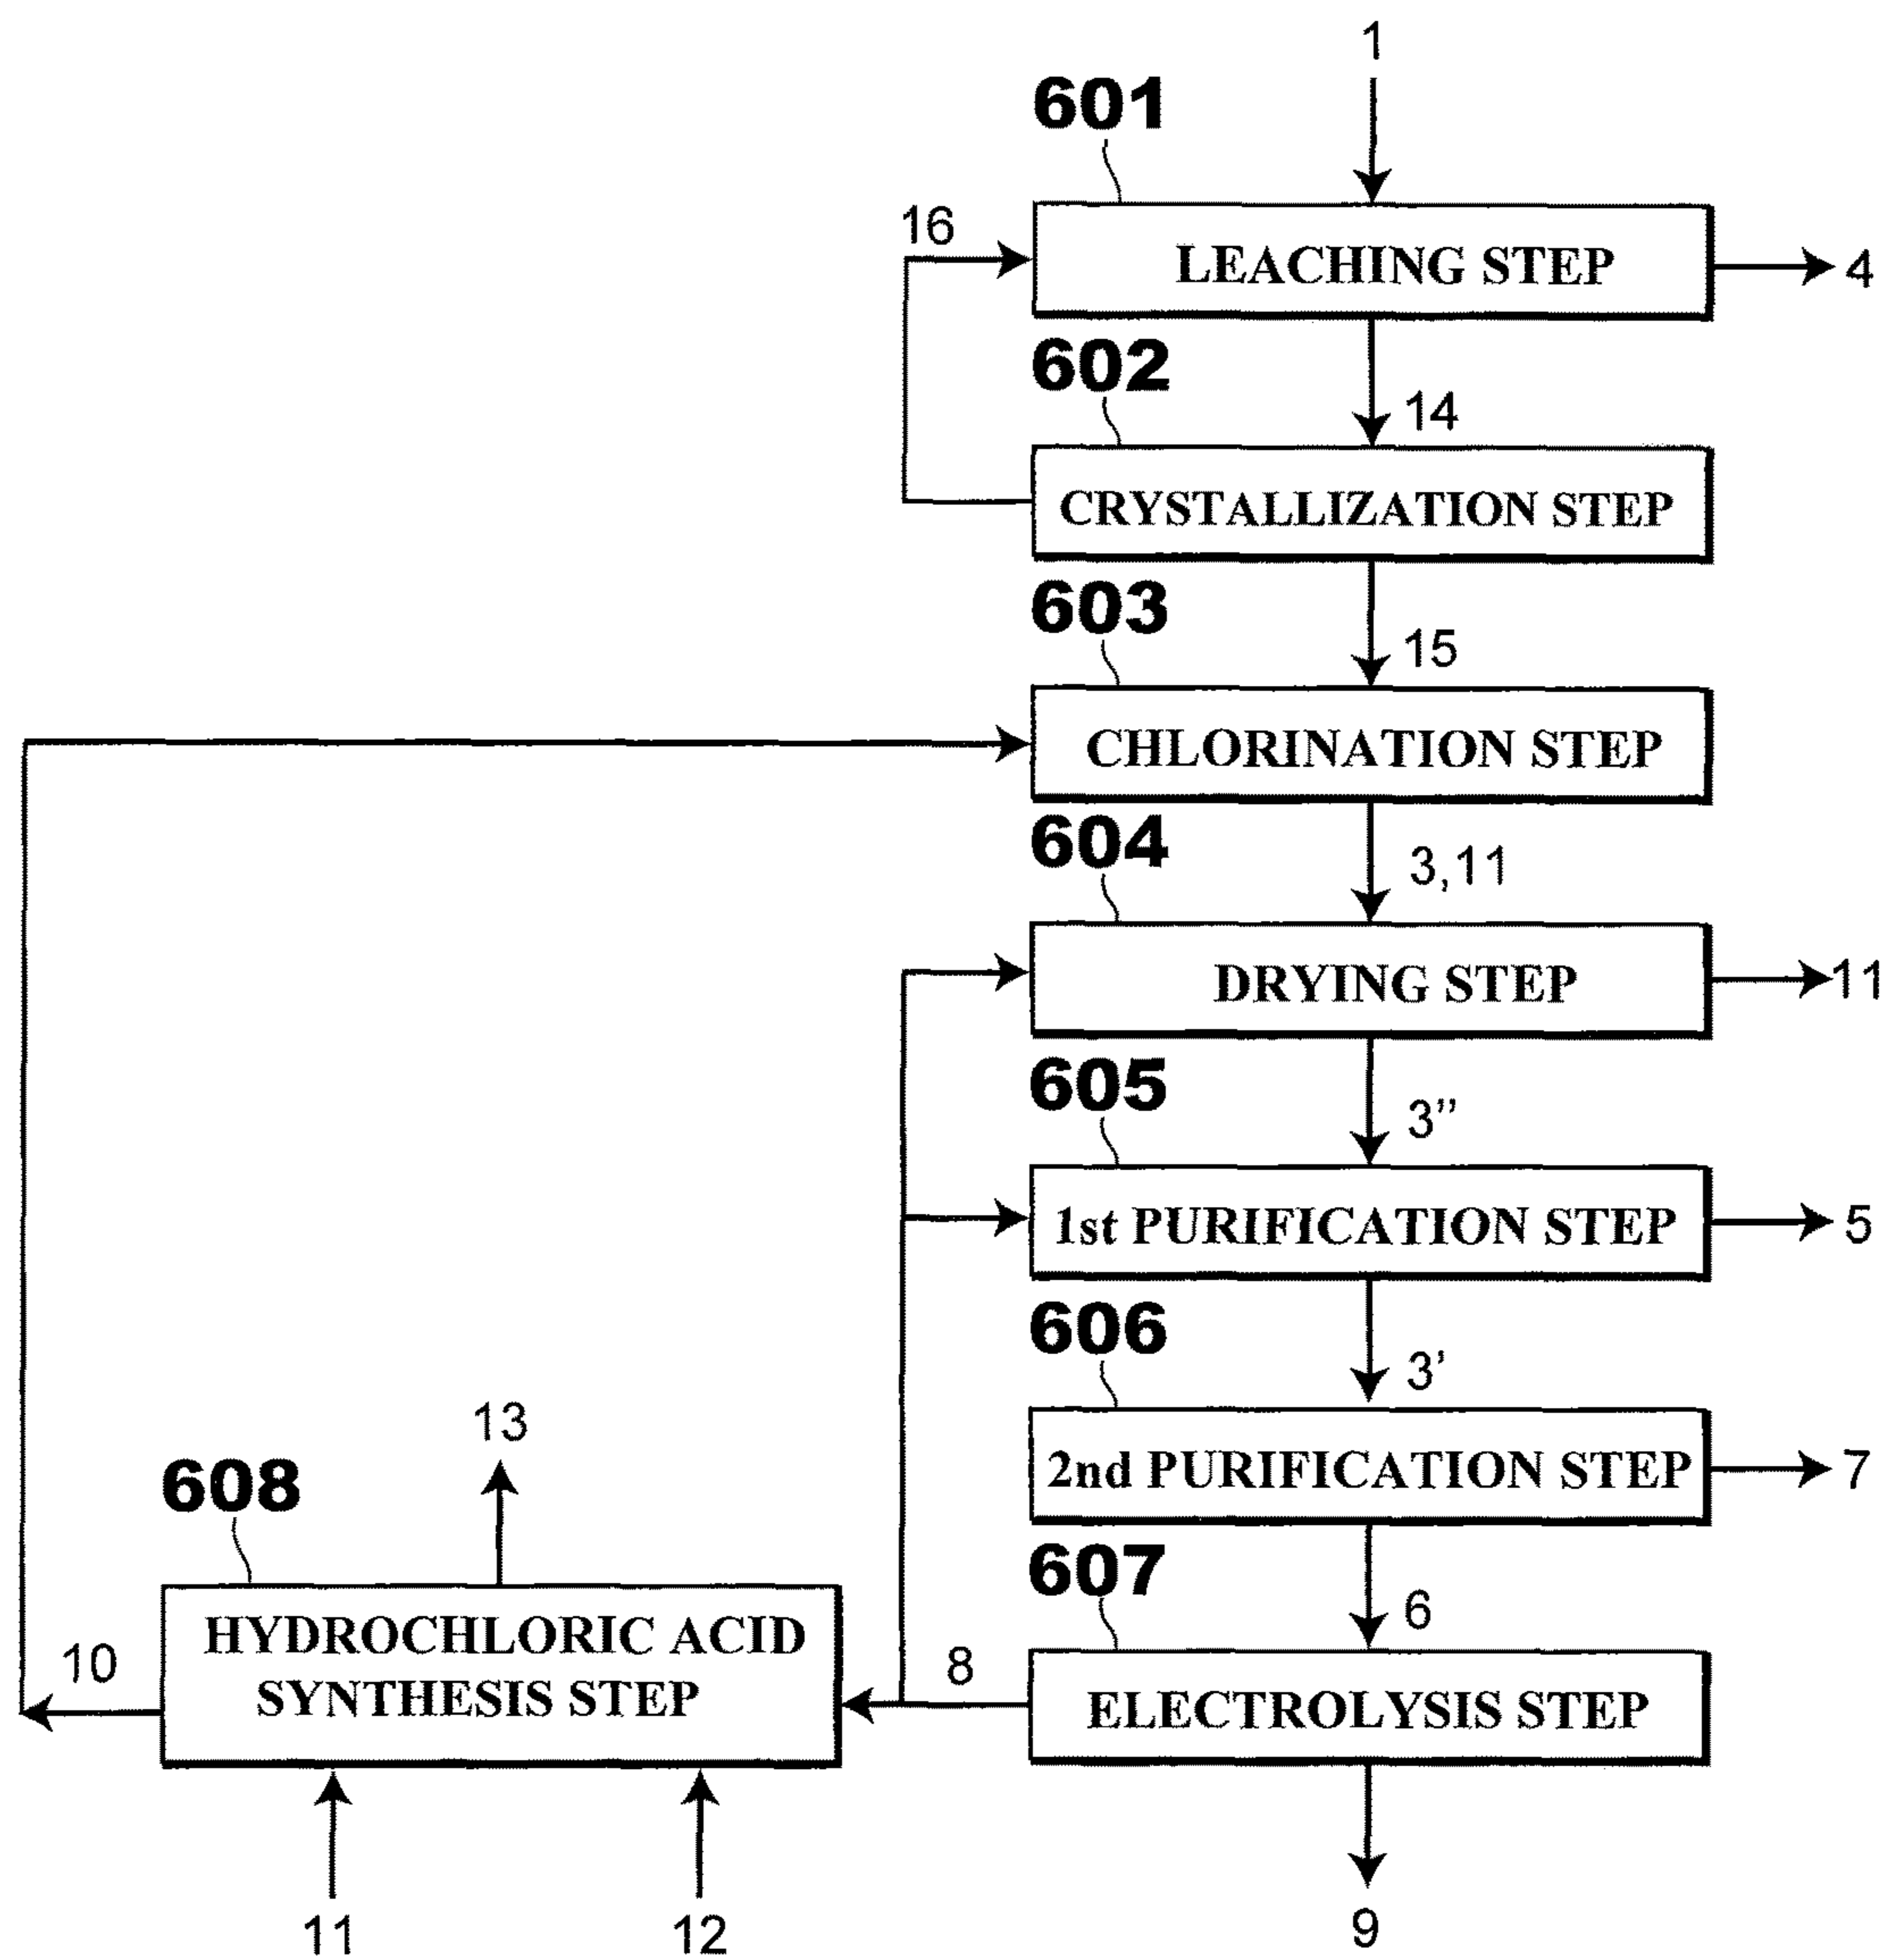 1
601
16
LEACHING STEP
4
602
14
CRYSTALLIZATION STEP
603
15
CHLORINATION STEP
604
3,11
DRYING STEP
11
605
3’’
1st PURIFICATION STEP
5
606
3’
2nd PURIFICATION STEP
7
13
608
607
6
HYDROCHLORIC ACID
SYNTHESIS STEP
10
8
ELECTROLYSIS STEP
11
12
9